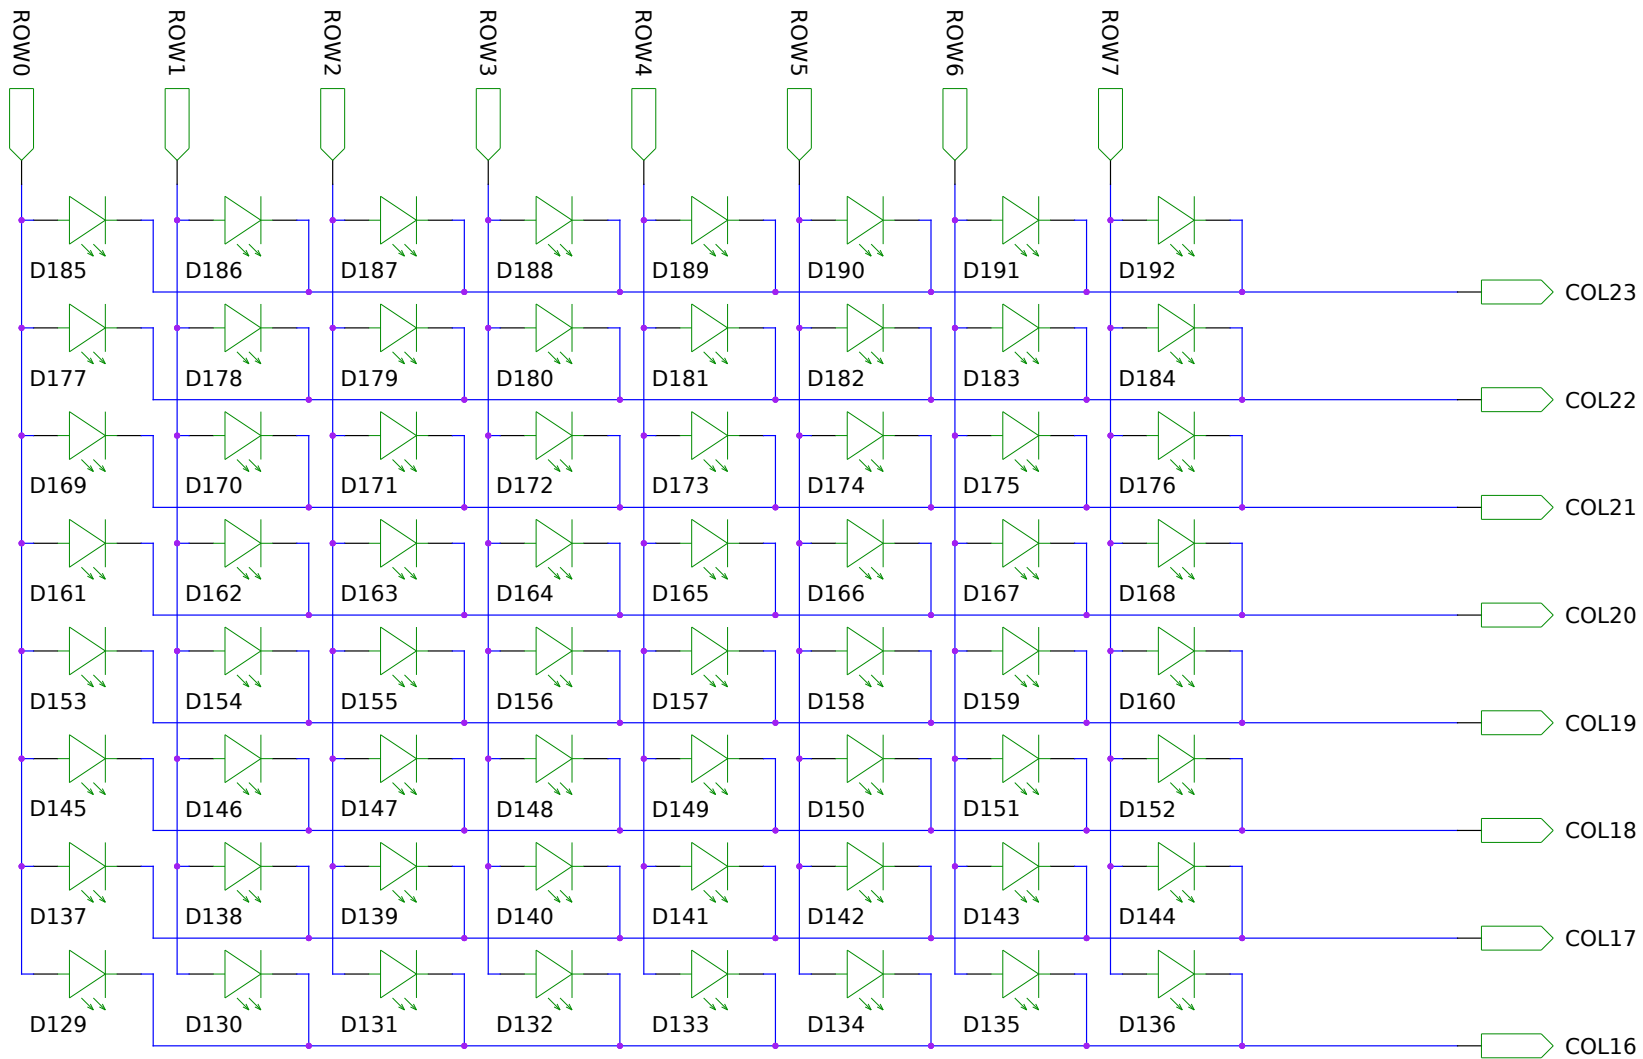 ROW0 ROW1 ROW2 ROW3 ROW4 ROW5 ROW6 ROW7
D185 D186 D187 D188 D189 D190 D191 D192
COL23
D177 D178 D179 D180 D181 D182 D183 D184
COL22
D169 D170 D171 D172 D173 D174 D175 D176
COL21
D161 D162 D163 D164 D165 D166 D167 D168
COL20
D153 D154 D155 D156 D157 D158 D159 D160
COL19
D145 D146 D147 D148 D149 D150 D151 D152
COL18
D137 D138 D139 D140 D141 D142 D143 D144
COL17
D129 D130 D131 D132 D133 D134 D135 D136
COL16